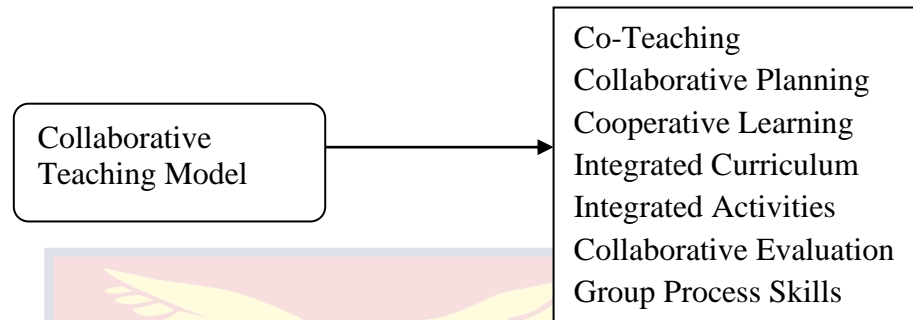 Collaborative
Teaching Model
Co-Teaching
Collaborative Planning
Cooperative Learning
Integrated Curriculum
Integrated Activities
Collaborative Evaluation
Group Process Skills